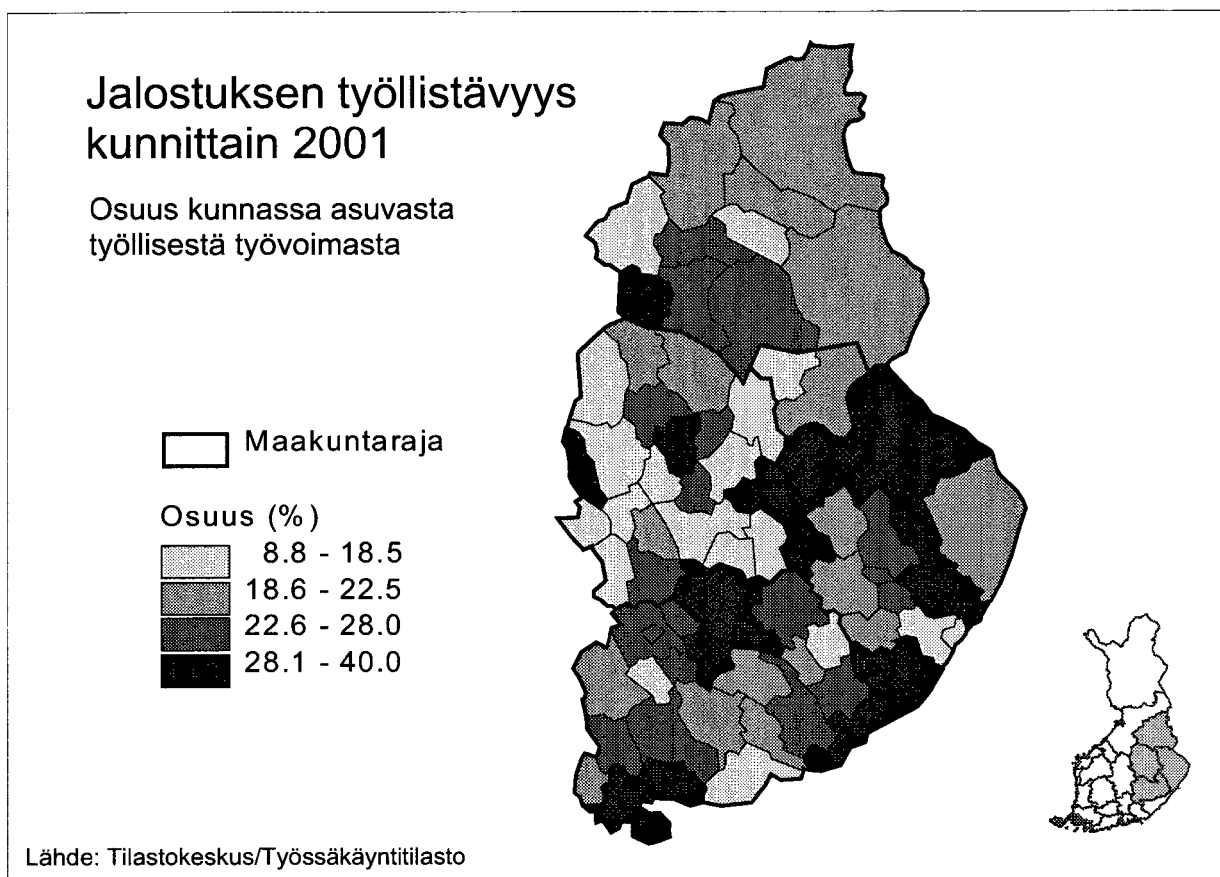 Jalostuksen työllistävyys
kunnittain 2001
Osuus kunnassa asuvasta
työllisestä työvoimasta
Maakuntaraja
Osuus (%)
8.8 - 18.5
18.6 - 22.5
22.6 - 28.0
28.1 - 40.0
Lähde: Tilastokeskus/Työssäkäyntitilasto